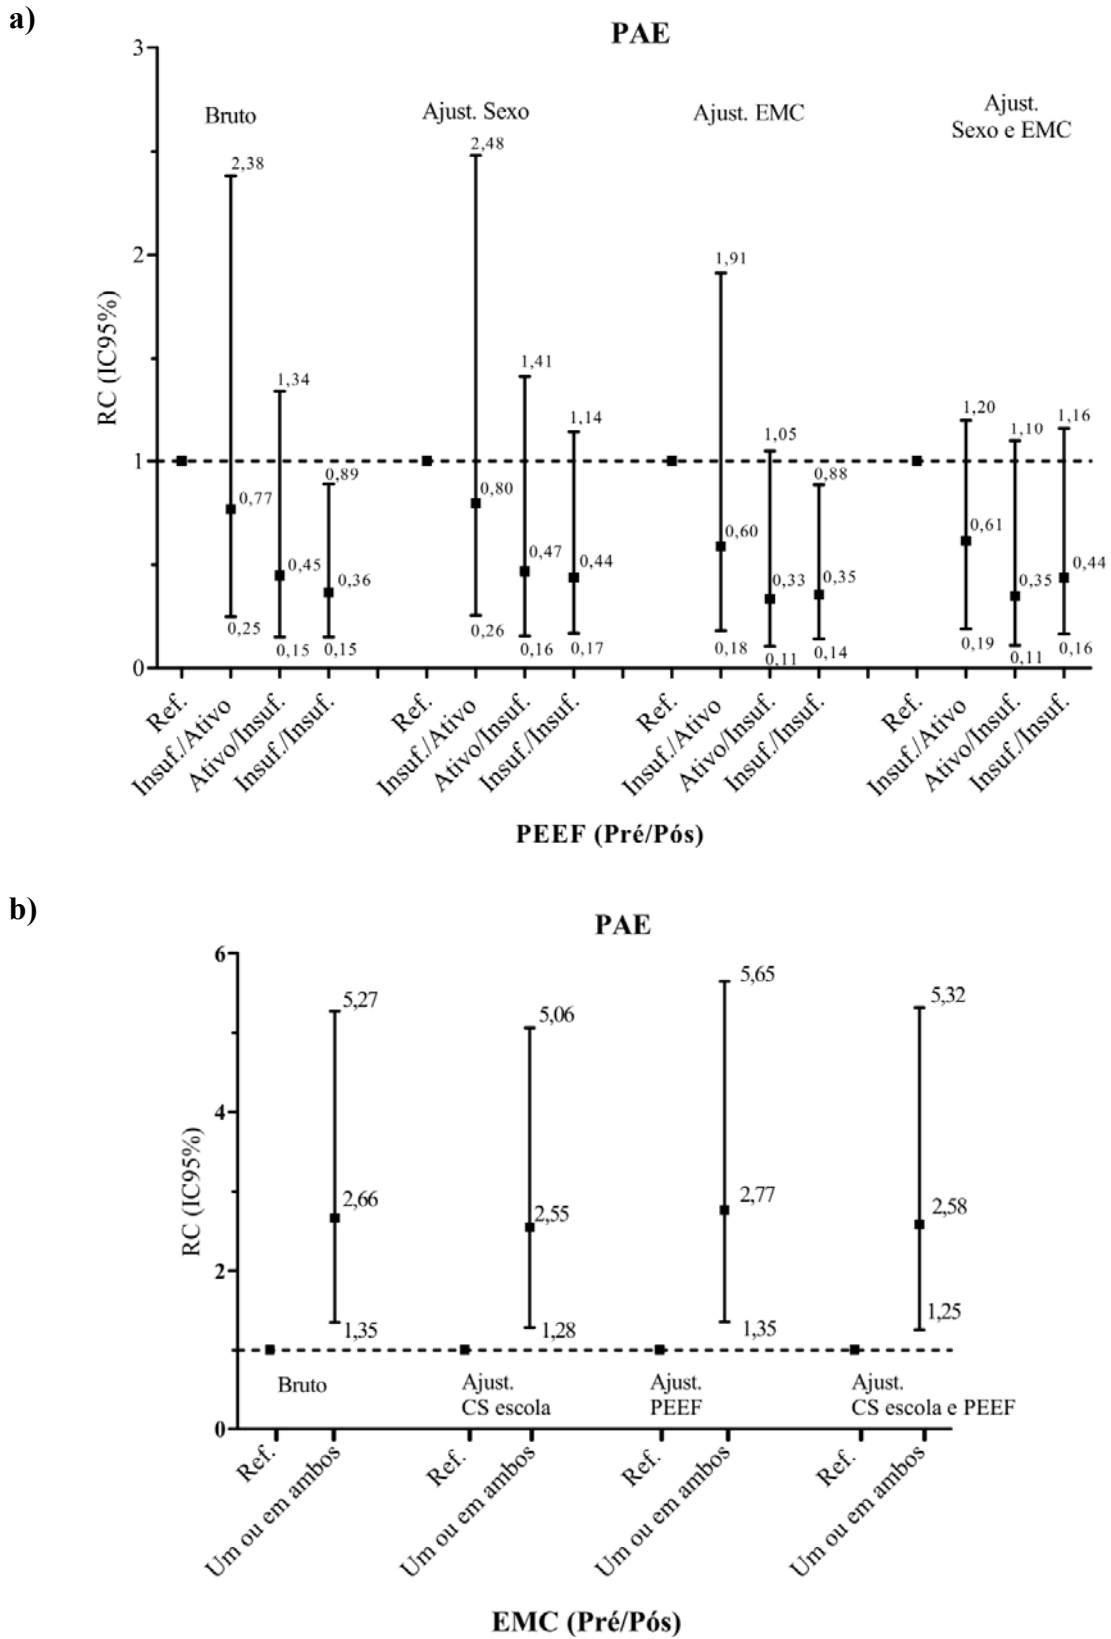 a)
PAE
3
Bruto
Ajust. Sexo
Ajust. EMC
Ajust.
Sexo e EMC
2,38
2,48
2
1,91
RC (IC95%)
1,34
1,41
1,14
1,05
1,20
1,10
1,16
1
0,89
0,88
0,77
0,45
0,36
0,80
0,47
0,44
0,60
0,33
0,35
0,61
0,35
0,44
0,25
0,15
0,15
0,26
0,16
0,17
0,18
0,11
0,14
0,19
0,11
0,16
0
Ref.
Insuf./Ativo
Ativo/Insuf.
Insuf./Insuf.
Ref.
Insuf./Ativo
Ativo/Insuf.
Insuf./Insuf.
Ref.
Insuf./Ativo
Ativo/Insuf.
Insuf./Insuf.
Ref.
Insuf./Ativo
Ativo/Insuf.
Insuf./Insuf.
PEEF (Pré/Pós)
b)
PAE
6
5,27
5,06
5,65
5,32
4
RC (IC95%)
2,66
2,55
2,77
2,58
2
1,35
1,28
1,35
1,25
Bruto
Ajust.
CS escola
Ajust.
PEEF
Ajust.
CS escola e PEEF
0
Ref.
Um ou em ambos
Ref.
Um ou em ambos
Ref.
Um ou em ambos
Ref.
Um ou em ambos
EMC (Pré/Pós)